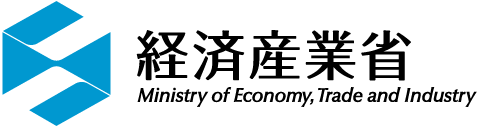 経済産業省
Ministry of Economy, Trade and Industry